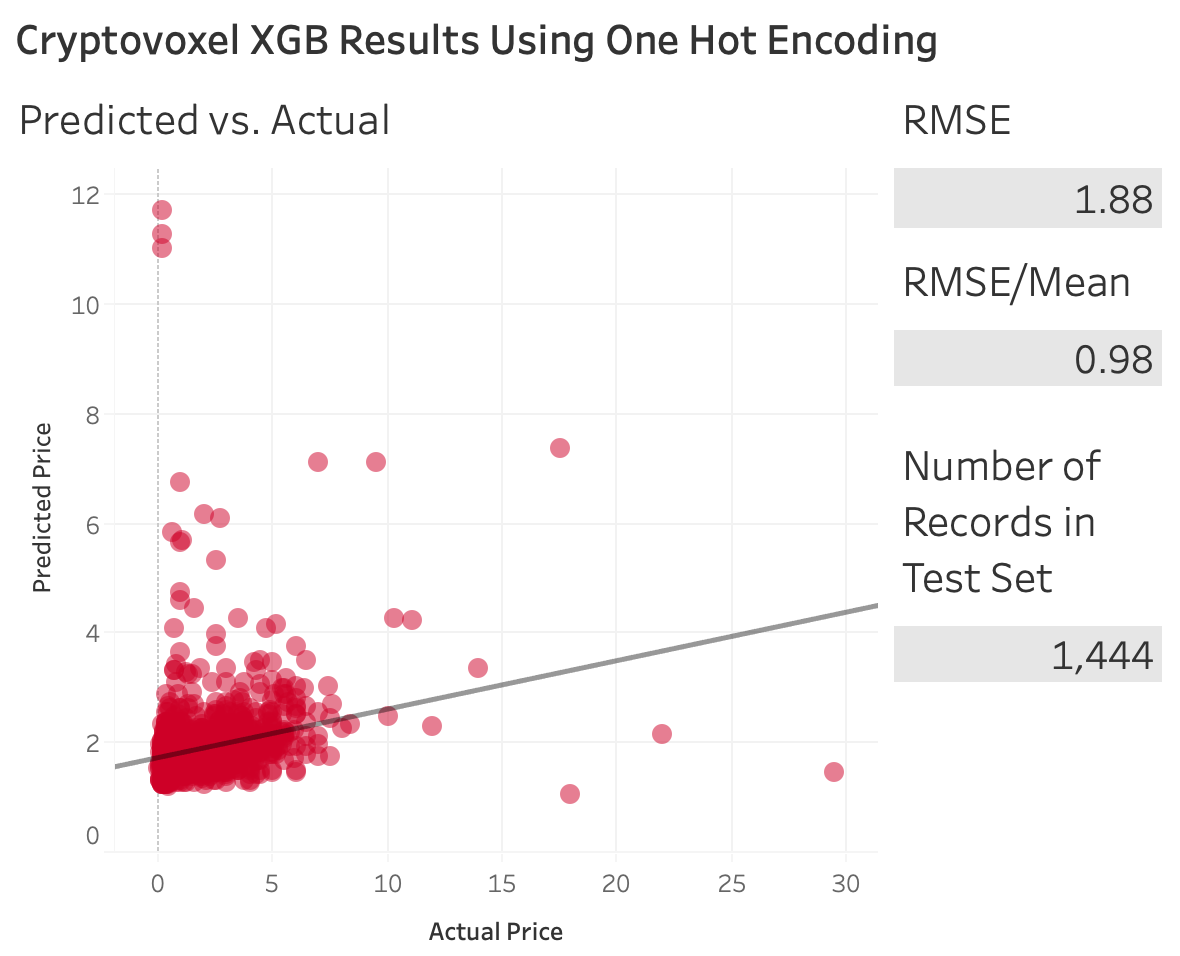 Cryptovoxel XGB Results Using One Hot Encoding
Predicted vs. Actual
RMSE
1.88
RMSE/Mean
0.98
Number of
Records in
Test Set
1,444
Predicted Price
12
10
8
6
4
2
0
0
5
10
15
20
25
30
Actual Price